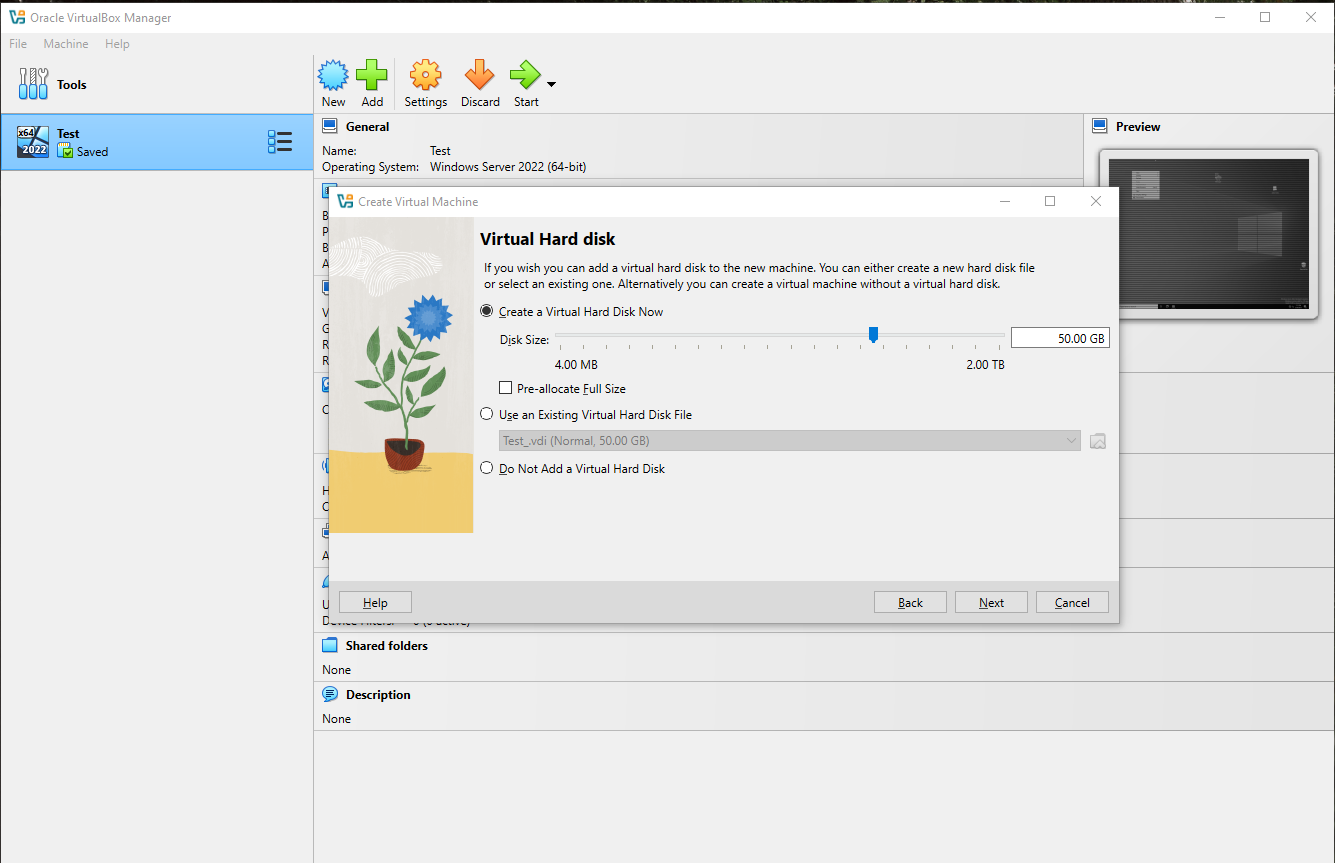 Oracle VirtualBox Manager
File Machine Help
Tools
New Add Settings Discard Start
x64
2022
Test
Saved
General
Name: Test
Operating System: Windows Server 2022 (64-bit)
Preview
Create Virtual Machine
Virtual Hard disk
If you wish you can add a virtual hard disk to the new machine. You can either create a new hard disk file
or select an existing one. Alternatively you can create a virtual machine without a virtual hard disk.
Create a Virtual Hard Disk Now
Disk Size: 50.00 GB
4.00 MB 2.00 TB
Pre-allocate Full Size
Use an Existing Virtual Hard Disk File
Test_.vdi (Normal, 50.00 GB)
Do Not Add a Virtual Hard Disk
Help Back Next Cancel
Shared folders
None
Description
None